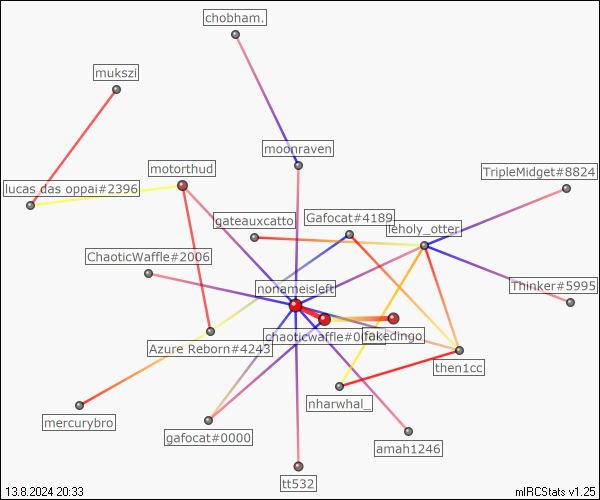 chobham.
mukszi
moonraven
motorthud
TripleMidget#8824
lucas das oppai#2396
Gafocat#4189
gateauxcatto
leholy_otter
ChaoticWaffle#2006
Thinker#5995
nonameisleft
fakedingo
Azure Reborn#4243
then1cc
nharwhal_
mercurybro
gafocat#0000
amah1246
tt532
13.8.2024 20:33
mIRCStats v1.25